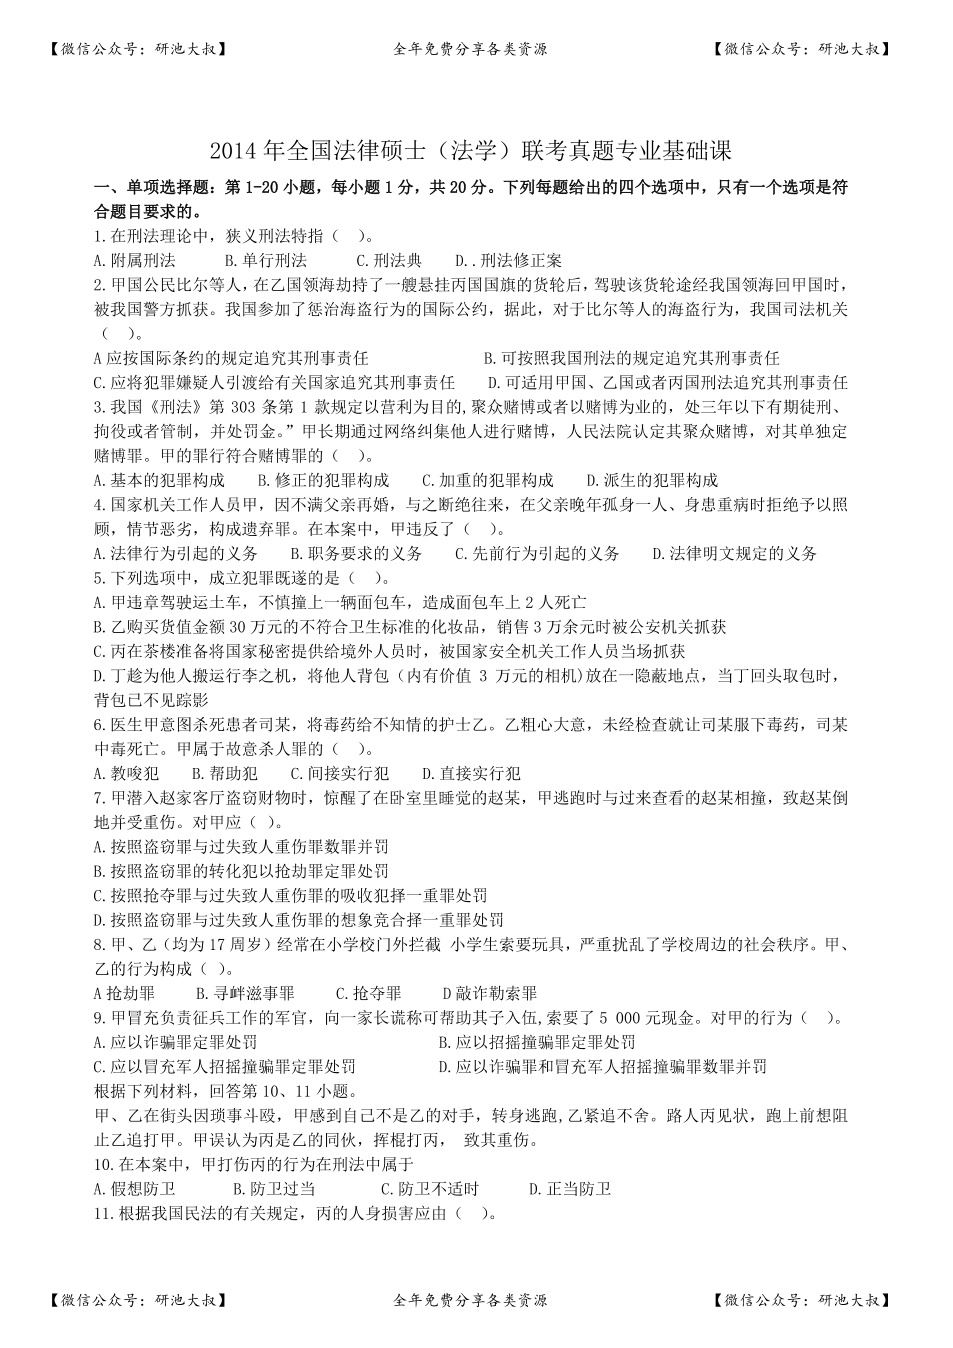 【微信公众号：研池大叔】 全年免费分享各类资源 【微信公众号：研池大叔】
2014 年全国法律硕士（法学）联考真题专业基础课
一、单项选择题：第 1-20 小题，每小题 1 分，共 20 分。下列每题给出的四个选项中，只有一个选项是符
合题目要求的。
1.在刑法理论中，狭义刑法特指（ ）。
A.附属刑法 B.单行刑法 C.刑法典 D..刑法修正案
2.甲国公民比尔等人,在乙国领海劫持了一艘悬挂丙国国旗的货轮后,驾驶该货轮途经我国领海回甲国时,
被我国警方抓获。我国参加了惩治海盗行为的国际公约，据此，对于比尔等人的海盗行为，我国司法机关
（ ）。
A 应按国际条约的规定追究其刑事责任 B.可按照我国刑法的规定追究其刑事责任
C.应将犯罪嫌疑人引渡给有关国家追究其刑事责任 D.可适用甲国、乙国或者丙国刑法追究其刑事责任
3.我国《刑法》第 303 条第 1 款规定以营利为目的,聚众赌博或者以赌博为业的，处三年以下有期徒刑、
拘役或者管制，并处罚金。”甲长期通过网络纠集他人进行赌博，人民法院认定其聚众赌博，对其单独定
赌博罪。甲的罪行符合赌博罪的（ ）。
A.基本的犯罪构成 B.修正的犯罪构成 C.加重的犯罪构成 D.派生的犯罪构成
4.国家机关工作人员甲，因不满父亲再婚，与之断绝往来，在父亲晚年孤身一人、身患重病时拒绝予以照
顾，情节恶劣，构成遗弃罪。在本案中，甲违反了（ ）。
A.法律行为引起的义务 B.职务要求的义务 C.先前行为引起的义务 D.法律明文规定的义务
5.下列选项中，成立犯罪既遂的是（ ）。
A.甲违章驾驶运土车，不慎撞上一辆面包车，造成面包车上 2 人死亡
B.乙购买货值金额 30 万元的不符合卫生标准的化妆品，销售 3 万余元时被公安机关抓获
C.丙在茶楼准备将国家秘密提供给境外人员时，被国家安全机关工作人员当场抓获
D.丁趁为他人搬运行李之机，将他人背包（内有价值 3 万元的相机)放在一隐蔽地点，当丁回头取包时，
背包已不见踪影
6.医生甲意图杀死患者司某，将毒药给不知情的护士乙。乙粗心大意，未经检查就让司某服下毒药，司某
中毒死亡。甲属于故意杀人罪的（ ）。
A.教唆犯 B.帮助犯 C.间接实行犯 D.直接实行犯
7.甲潜入赵家客厅盗窃财物时，惊醒了在卧室里睡觉的赵某，甲逃跑时与过来查看的赵某相撞，致赵某倒
地并受重伤。对甲应（ ）。
A.按照盗窃罪与过失致人重伤罪数罪并罚
B.按照盗窃罪的转化犯以抢劫罪定罪处罚
C.按照抢夺罪与过失致人重伤罪的吸收犯择一重罪处罚
D.按照盗窃罪与过失致人重伤罪的想象竞合择一重罪处罚
8.甲、乙（均为 17 周岁）经常在小学校门外拦截 小学生索要玩具，严重扰乱了学校周边的社会秩序。甲、
乙的行为构成（ ）。
A 抢劫罪 B.寻衅滋事罪 C.抢夺罪 D 敲诈勒索罪
9.甲冒充负责征兵工作的军官，向一家长谎称可帮助其子入伍,索要了 5 000 元现金。对甲的行为（ ）。
A.应以诈骗罪定罪处罚 B.应以招摇撞骗罪定罪处罚
C.应以冒充军人招摇撞骗罪定罪处罚 D.应以诈骗罪和冒充军人招摇撞骗罪数罪并罚
根据下列材料，回答第 10、11 小题。
甲、乙在街头因琐事斗殴，甲感到自己不是乙的对手，转身逃跑,乙紧追不舍。路人丙见状，跑上前想阻
止乙追打甲。甲误认为丙是乙的同伙，挥棍打丙， 致其重伤。
10.在本案中，甲打伤丙的行为在刑法中属于
A.假想防卫 B.防卫过当 C.防卫不适时 D.正当防卫
11.根据我国民法的有关规定，丙的人身损害应由（ ）。
【微信公众号：研池大叔】 全年免费分享各类资源 【微信公众号：研池大叔】